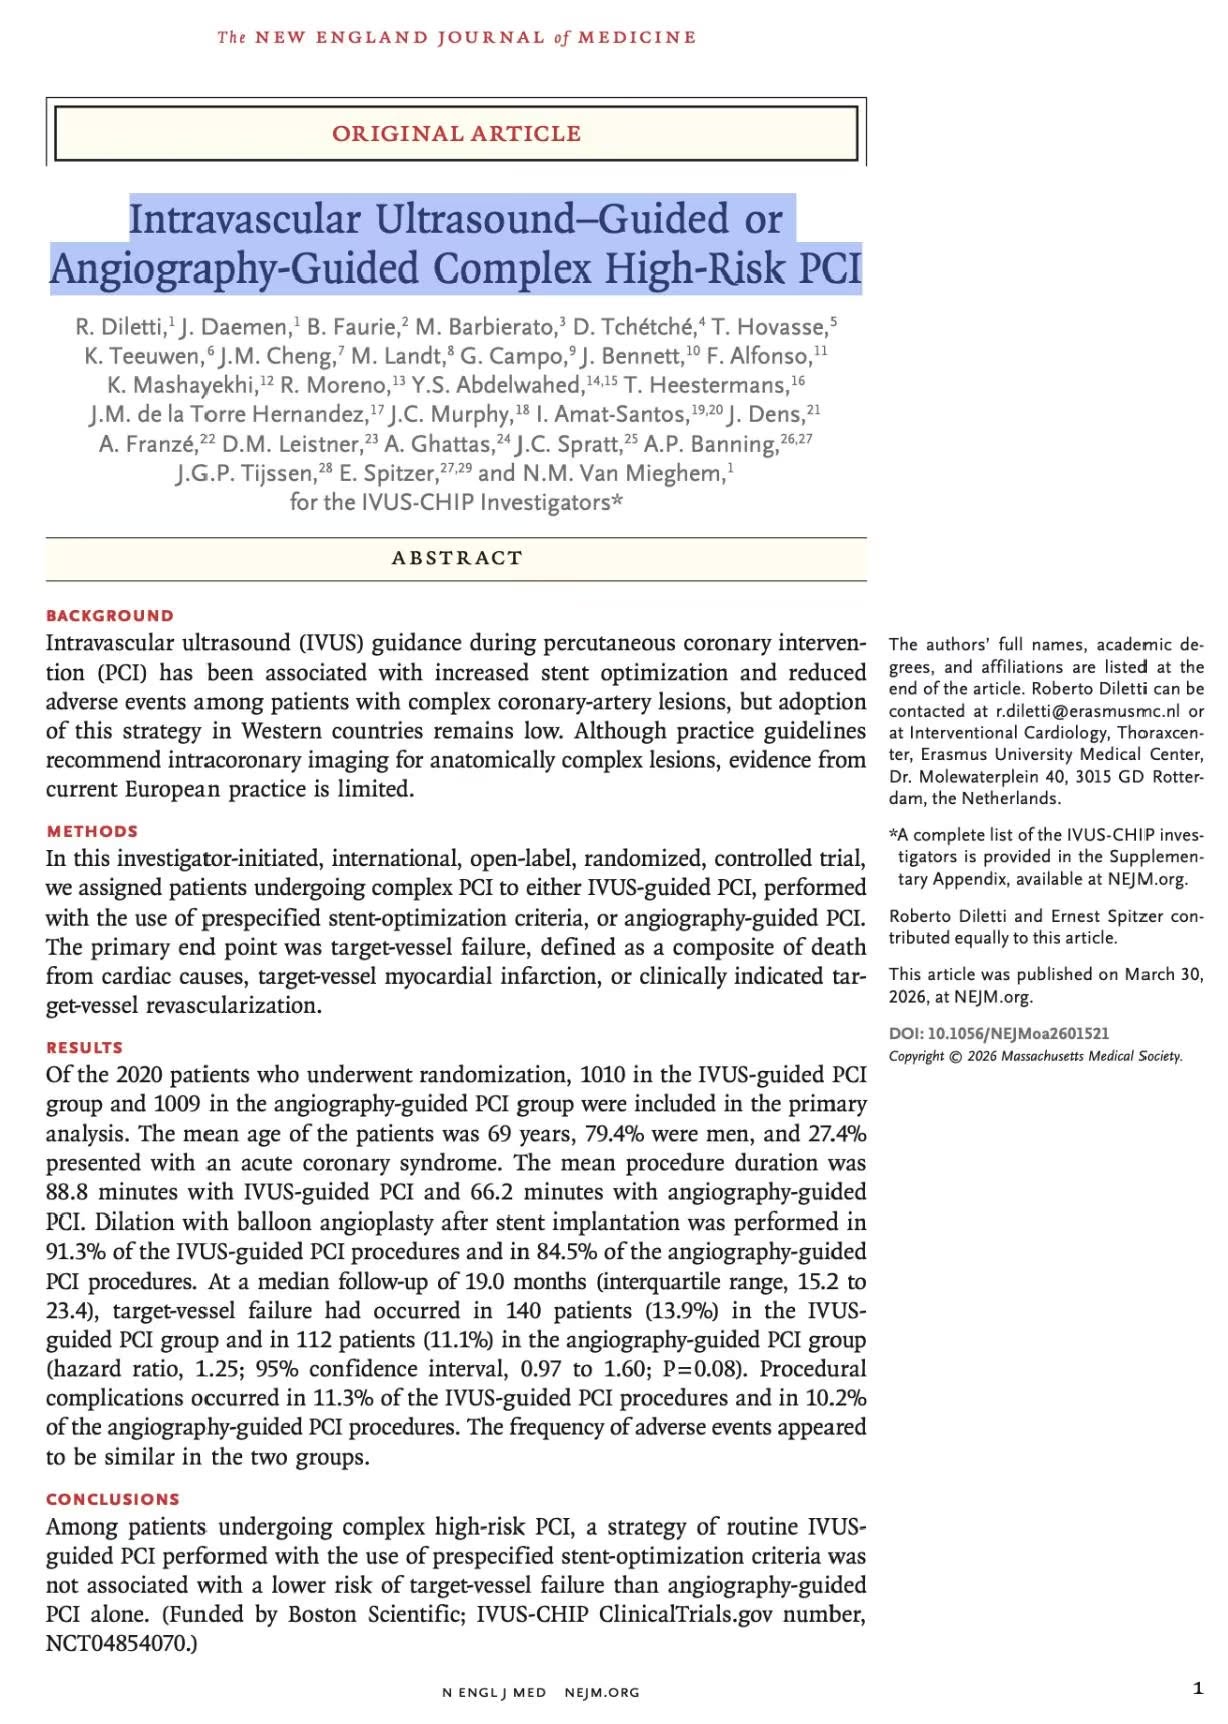 The NEW ENGLAND JOURNAL of MEDICINE
ORIGINAL ARTICLE
Intravascular Ultrasound–Guided or
Angiography-Guided Complex High-Risk PCI
R. Diletti,1 J. Daemen,1 B. Faurie,2 M. Barbierato,3 D. Tchétché,4 T. Hovasse,5
K. Teeuwen,6 J.M. Cheng,7 M. Landt,8 G. Campo,9 J. Bennett,10 F. Alfonso,11
K. Mashayekhi,12 R. Moreno,13 Y.S. Abdelwahed,14,15 T. Heestermans,16
J.M. de la Torre Hernandez,17 J.C. Murphy,18 I. Amat-Santos,19,20 J. Dens,21
A. Franzé,22 D.M. Leistner,23 A. Ghattas,24 J.C. Spratt,25 A.P. Banning,26,27
J.G.P. Tijssen,28 E. Spitzer,27,29 and N.M. Van Mieghem,1
for the IVUS-CHIP Investigators*
ABSTRACT
BACKGROUND
Intravascular ultrasound (IVUS) guidance during percutaneous coronary interven-
tion (PCI) has been associated with increased stent optimization and reduced
adverse events among patients with complex coronary-artery lesions, but adoption
of this strategy in Western countries remains low. Although practice guidelines
recommend intracoronary imaging for anatomically complex lesions, evidence from
current European practice is limited.
METHODS
In this investigator-initiated, international, open-label, randomized, controlled trial,
we assigned patients undergoing complex PCI to either IVUS-guided PCI, performed
with the use of prespecified stent-optimization criteria, or angiography-guided PCI.
The primary end point was target-vessel failure, defined as a composite of death
from cardiac causes, target-vessel myocardial infarction, or clinically indicated tar-
get-vessel revascularization.
RESULTS
Of the 2020 patients who underwent randomization, 1010 in the IVUS-guided PCI
group and 1009 in the angiography-guided PCI group were included in the primary
analysis. The mean age of the patients was 69 years, 79.4% were men, and 27.4%
presented with an acute coronary syndrome. The mean procedure duration was
88.8 minutes with IVUS-guided PCI and 66.2 minutes with angiography-guided
PCI. Dilation with balloon angioplasty after stent implantation was performed in
91.3% of the IVUS-guided PCI procedures and in 84.5% of the angiography-guided
PCI procedures. At a median follow-up of 19.0 months (interquartile range, 15.2 to
23.4), target-vessel failure had occurred in 140 patients (13.9%) in the IVUS-
guided PCI group and in 112 patients (11.1%) in the angiography-guided PCI group
(hazard ratio, 1.25; 95% confidence interval, 0.97 to 1.60; P=0.08). Procedural
complications occurred in 11.3% of the IVUS-guided PCI procedures and in 10.2%
of the angiography-guided PCI procedures. The frequency of adverse events appeared
to be similar in the two groups.
CONCLUSIONS
Among patients undergoing complex high-risk PCI, a strategy of routine IVUS-
guided PCI performed with the use of prespecified stent-optimization criteria was
not associated with a lower risk of target-vessel failure than angiography-guided
PCI alone. (Funded by Boston Scientific; IVUS-CHIP ClinicalTrials.gov number,
NCT04854070.)
The authors' full names, academic de-
grees, and affiliations are listed at the
end of the article. Roberto Diletti can be
contacted at r.diletti@erasmusmc.nl or
at Interventional Cardiology, Thoraxcen-
ter, Erasmus University Medical Center,
Dr. Molewaterplein 40, 3015 GD Rotter-
dam, the Netherlands.
*A complete list of the IVUS-CHIP inves-
tigators is provided in the Supplemen-
tary Appendix, available at NEJM.org.
Roberto Diletti and Ernest Spitzer con-
tributed equally to this article.
This article was published on March 30,
2026, at NEJM.org.
DOI: 10.1056/NEJMoa2601521
Copyright © 2026 Massachusetts Medical Society.
N ENGL J MED NEJM.ORG
1